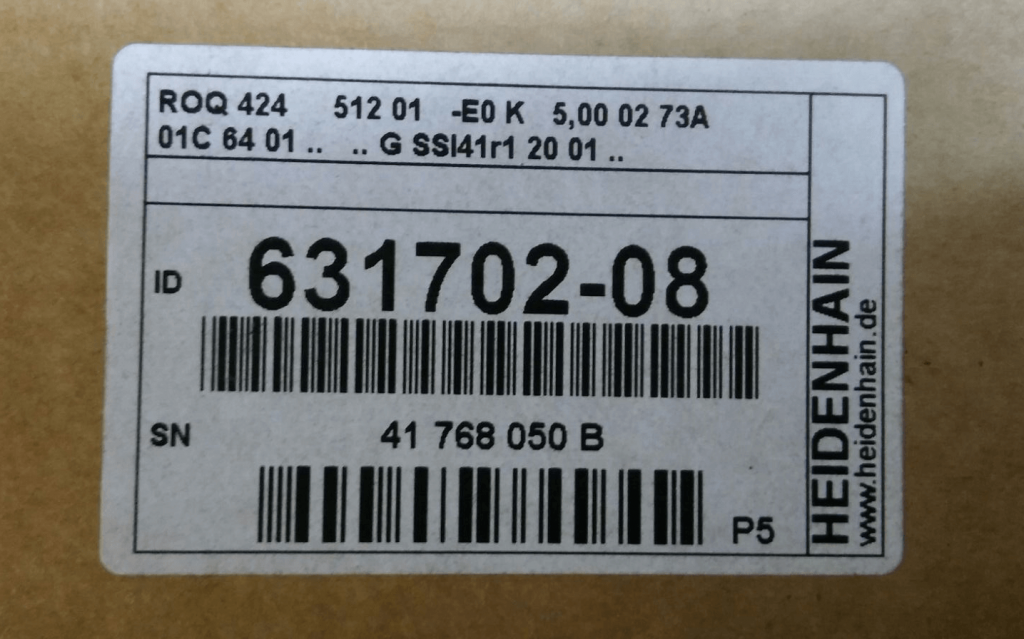 ROQ 424 512 01 -E0 K 5,00 02 73A
01C 64 01 .. .. G SSI41r1 20 01 ..
ID 631702-08
SN 41 768 050 B
P5
HEIDENHAIN
www.heidenhain.de